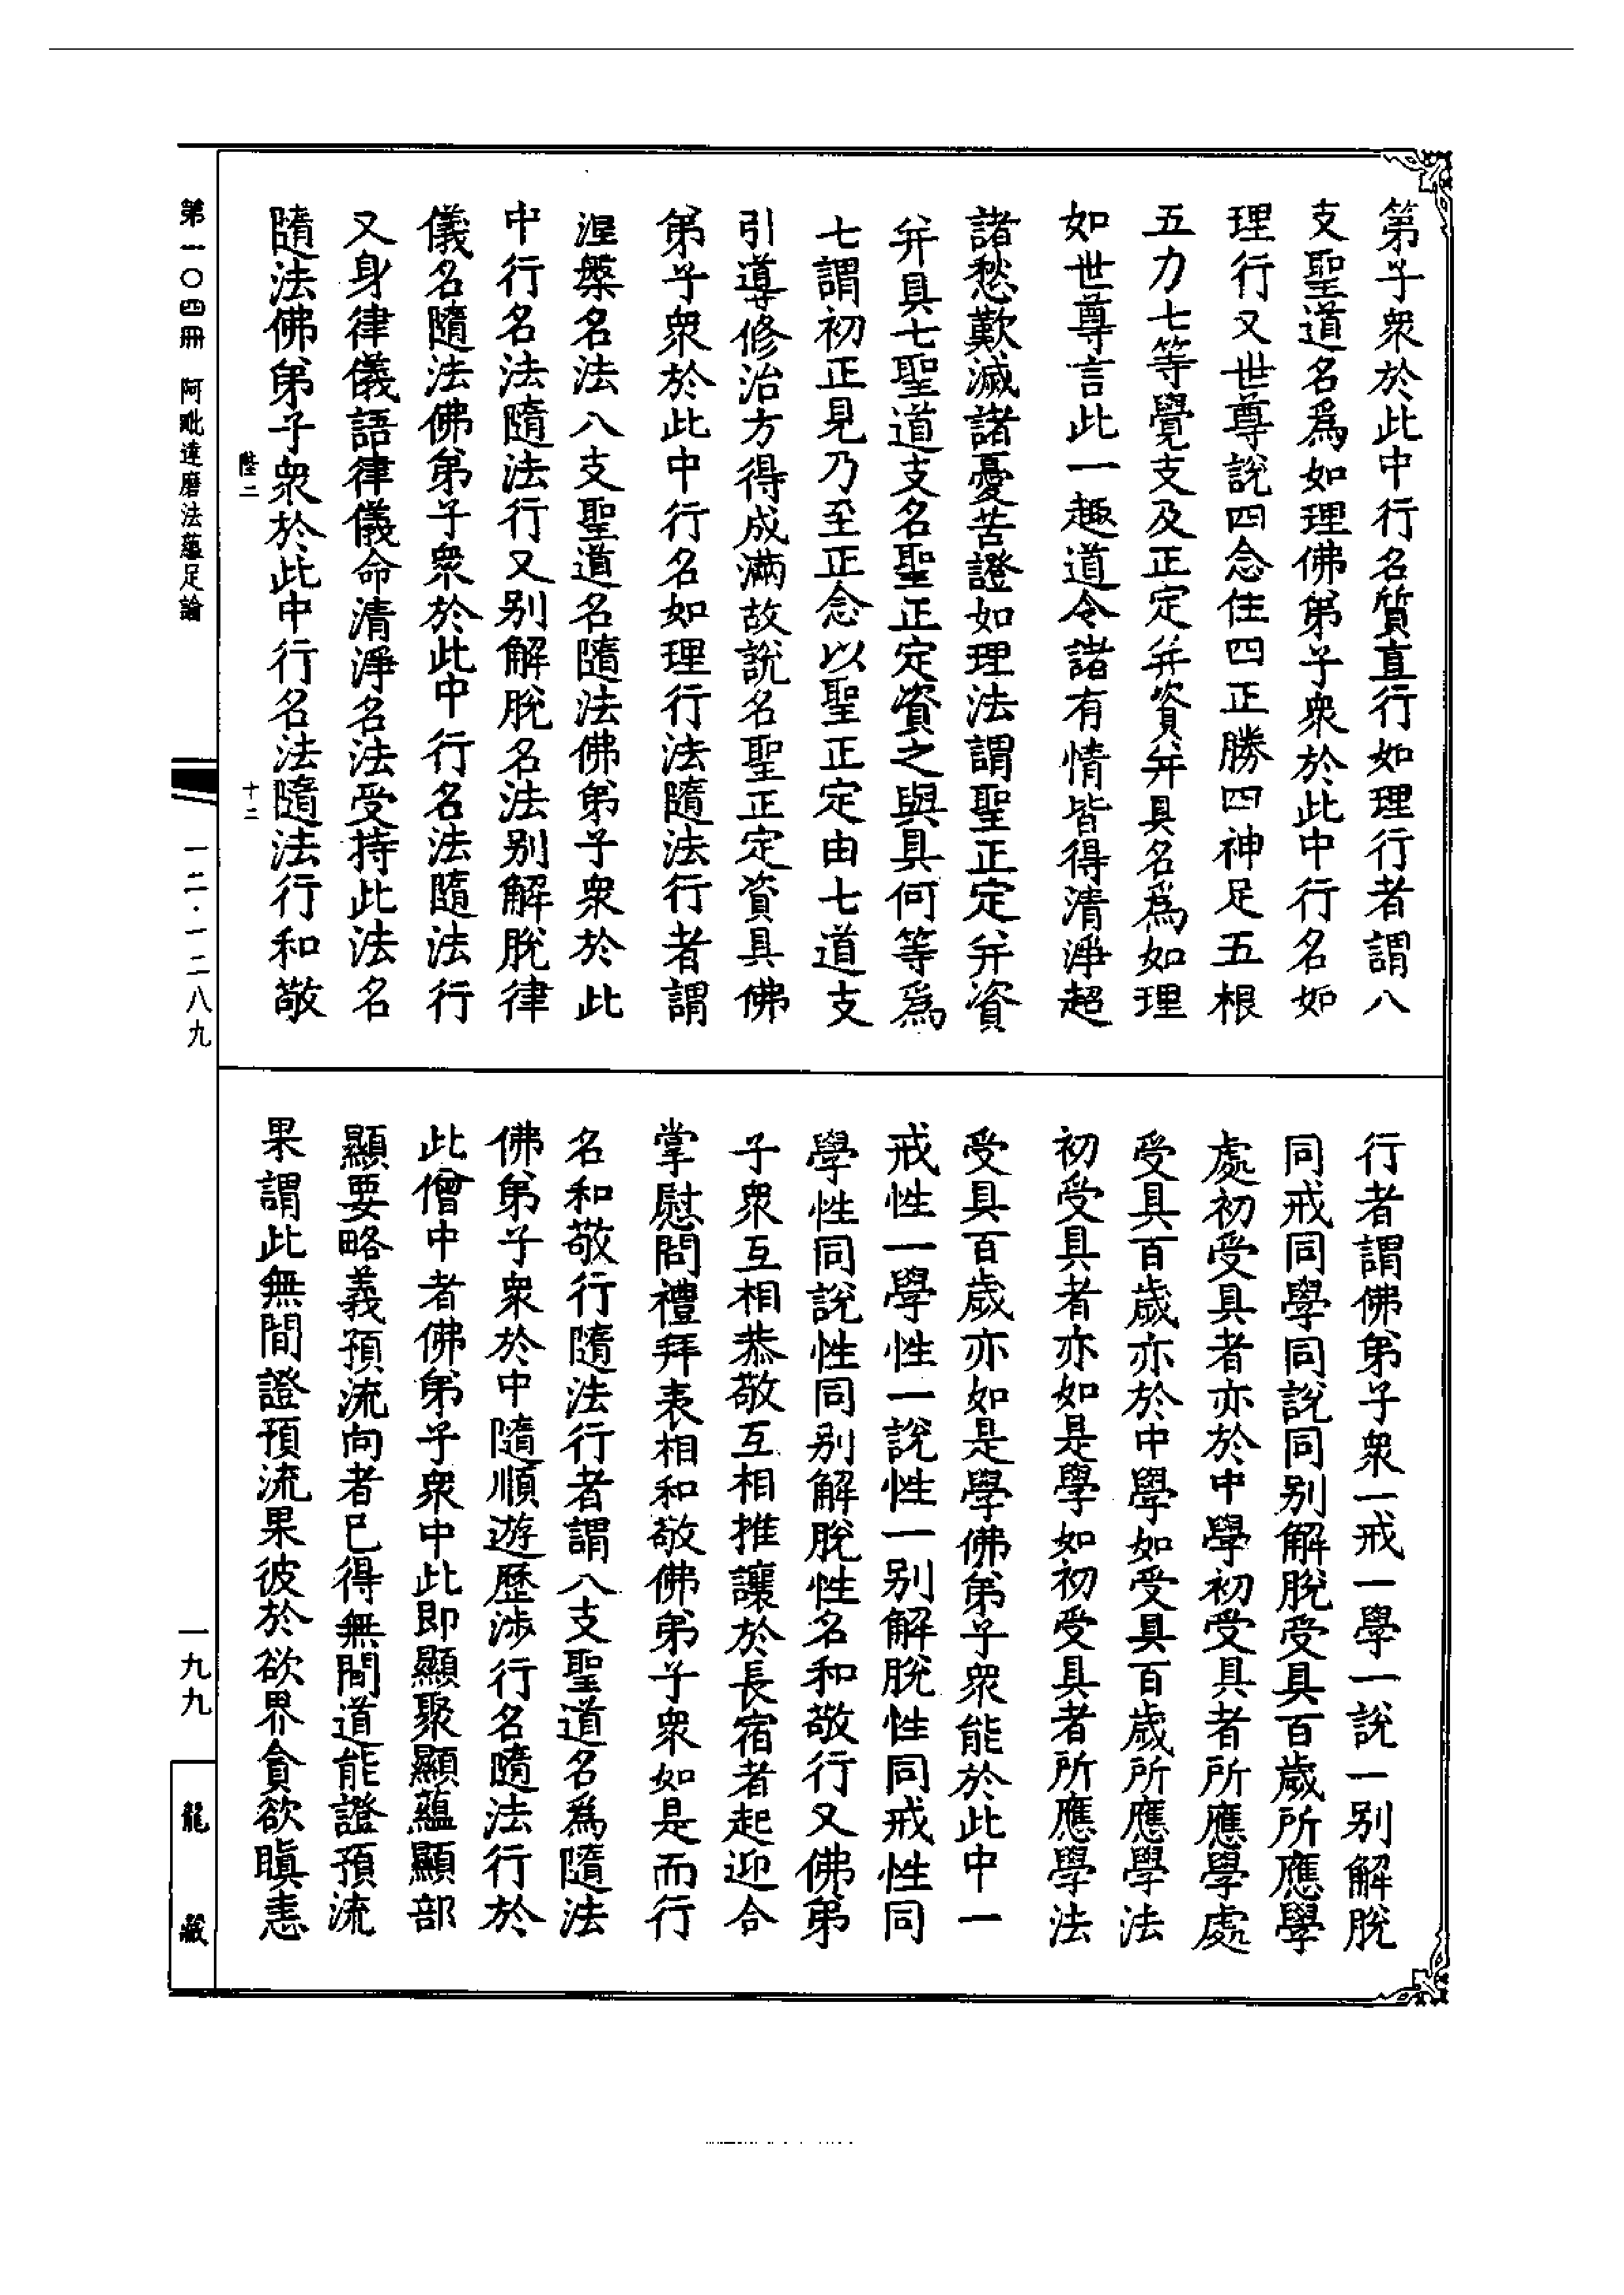 第子衆於此中行名質直行如理行者謂八
支聖道名爲如理佛弟子衆於此中行名如
理行又世尊說四念住四正勝四神足五根
五力七等覺支及正定并資并具名爲如理
如世尊言此一趣道令諸有情皆得清淨超
諸愁歎滅諸憂苦證如理法謂聖正定并資
并具七聖道支名聖正定資之與具何等爲
七謂初正見乃至正念以聖正定由七道支
引導修治方得成滿故說名聖正定資具佛
弟子衆於此中行名如理行法隨法行者謂
涅槃名法八支聖道名隨法佛弟子衆於此
中行名法隨法行又别解脫名法别解脫律
儀名隨法佛弟子衆於此中行名法隨法行
又身律儀語律儀命清淨名法受持此法名
隨法佛弟子衆於此中行名法隨法行和敬
行者謂佛弟子衆一戒一學一說一别解脫
同戒同學同說同别解脫受具百歲所應學
處初受具者亦於中學初受具者所應學處
受具百歲亦於中學如受具百歲所應學法
初受具者亦如是學如初受具者所應學法
受具百歲亦如是學佛弟子衆能於此中一
戒性一學性一說性一别解脫性同戒性同
學性同說性同别解脫性名和敬行又佛弟
子衆互相恭敬互相推讓於長宿者起迎合
掌慰問禮拜表相和敬佛弟子衆如是而行
名和敬行隨法行者謂八支聖道名爲隨法
佛弟子衆於中隨順遊歷涉行名隨法行於
此僧中者佛弟子衆中此即顯聚顯蘊顯部
顯要略義預流向者已得無間道能證預流
果謂此無間證預流果彼於欲界貪欲瞋恚
陛二
十二
第一〇四冊 阿毗達磨法蘊足論
一二·一二八九
一九九
龍藏